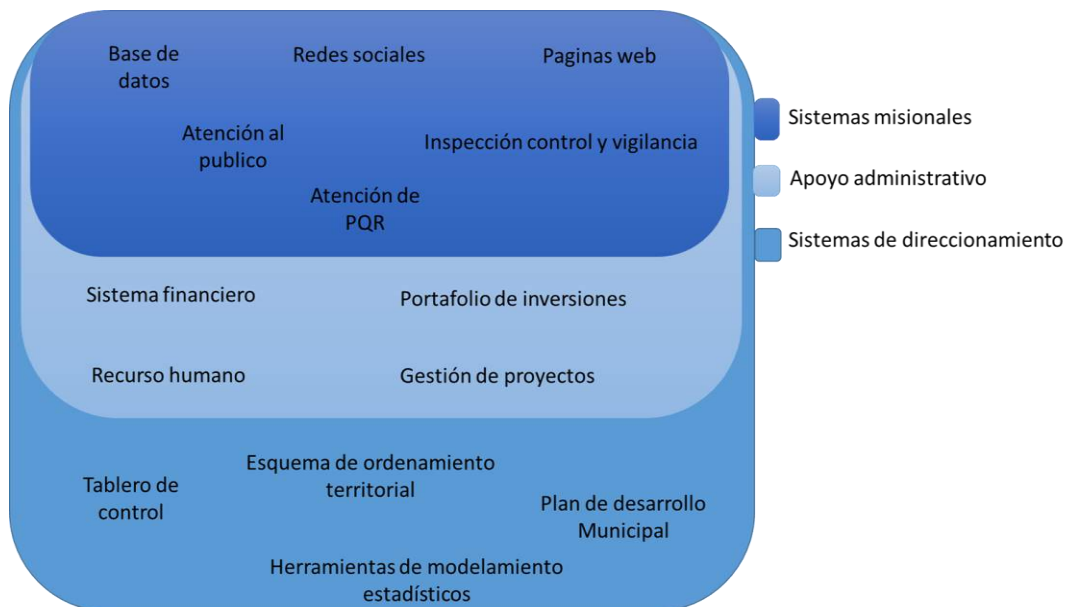 Base de
datos
Redes sociales
Paginas web
Atención al
publico
Inspección control y vigilancia
Atención de
PQR
Sistema financiero
Portafolio de inversiones
Recurso humano
Gestión de proyectos
Tablero de
control
Esquema de ordenamiento
territorial
Plan de desarrollo
Municipal
Herramientas de modelamiento
estadísticos
Sistemas misionales
Apoyo administrativo
Sistemas de direccionamiento